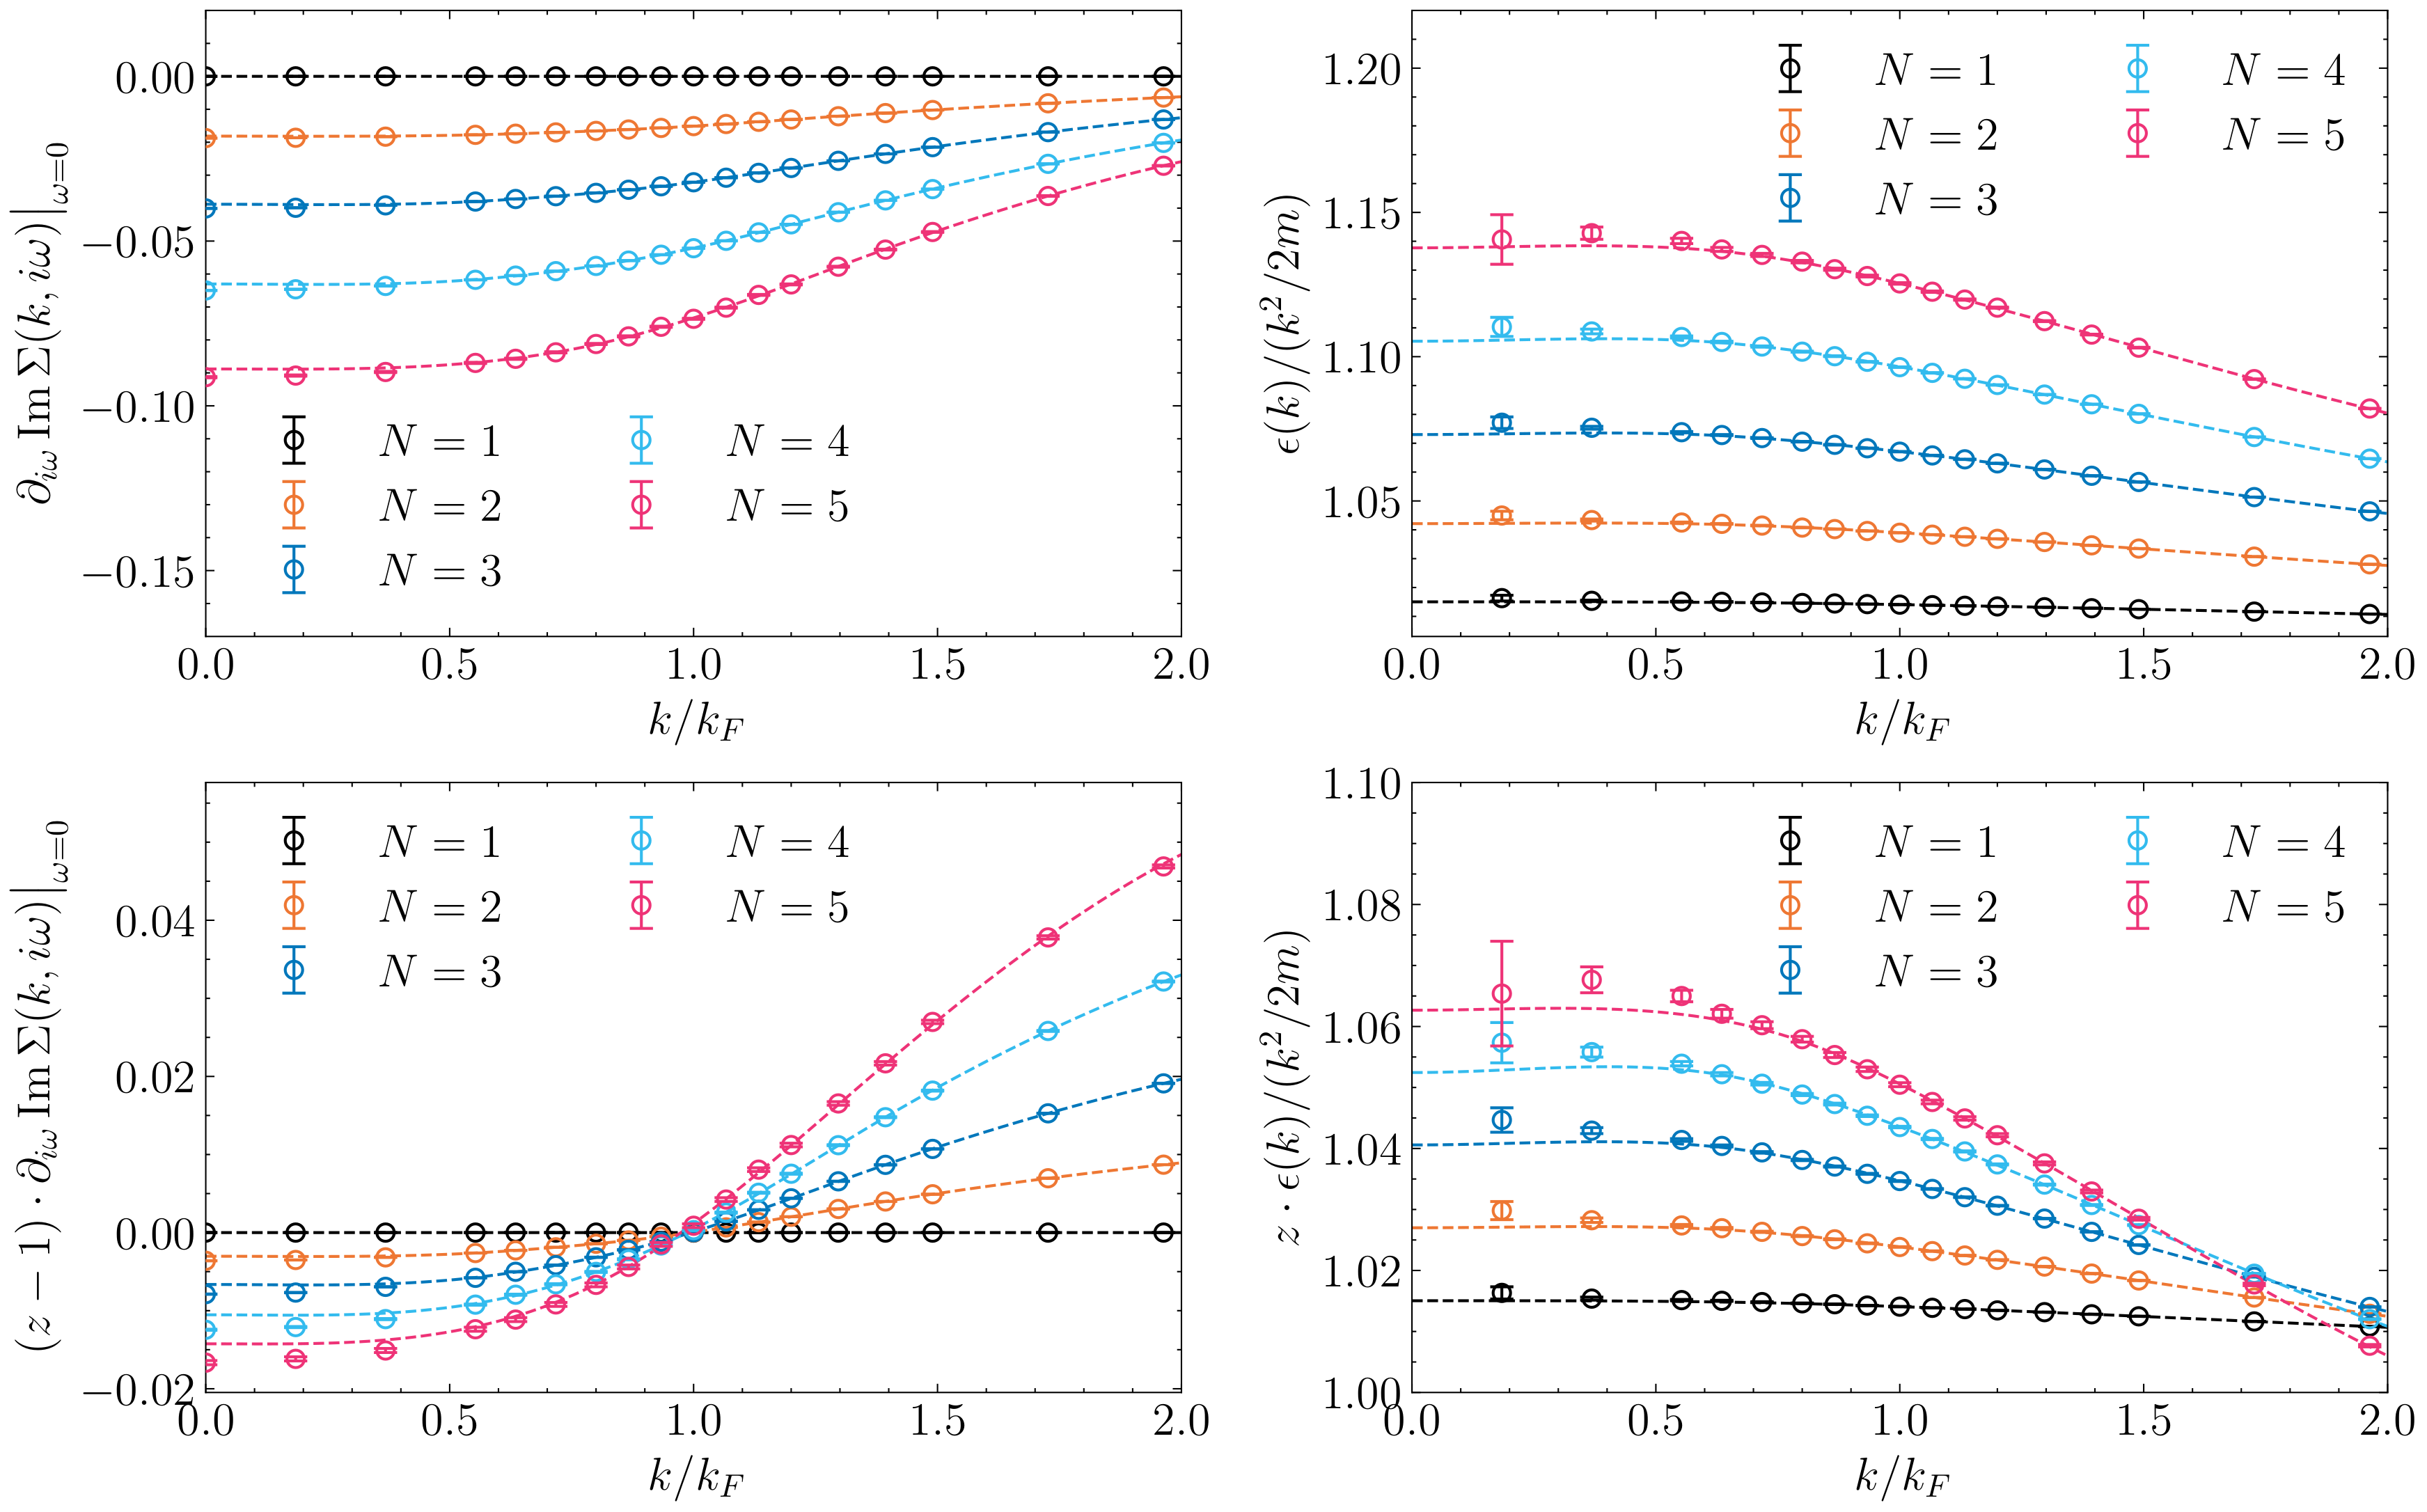 0.00
−0.05
−0.10
−0.15
∂_{iω} Im Σ(k, iω)|_{ω=0}
N = 1
N = 4
N = 2
N = 5
N = 3
0.0 0.5 1.0 1.5 2.0
k/k_F
1.20
1.15
1.10
1.05
ϵ(k)/(k²/2m)
N = 1
N = 4
N = 2
N = 5
N = 3
0.0 0.5 1.0 1.5 2.0
k/k_F
0.04
0.02
0.00
−0.02
(z − 1) · ∂_{iω} Im Σ(k, iω)|_{ω=0}
N = 1
N = 4
N = 2
N = 5
N = 3
0.0 0.5 1.0 1.5 2.0
k/k_F
1.10
1.08
1.06
1.04
1.02
1.00
z · ϵ(k)/(k²/2m)
N = 1
N = 4
N = 2
N = 5
N = 3
0.0 0.5 1.0 1.5 2.0
k/k_F